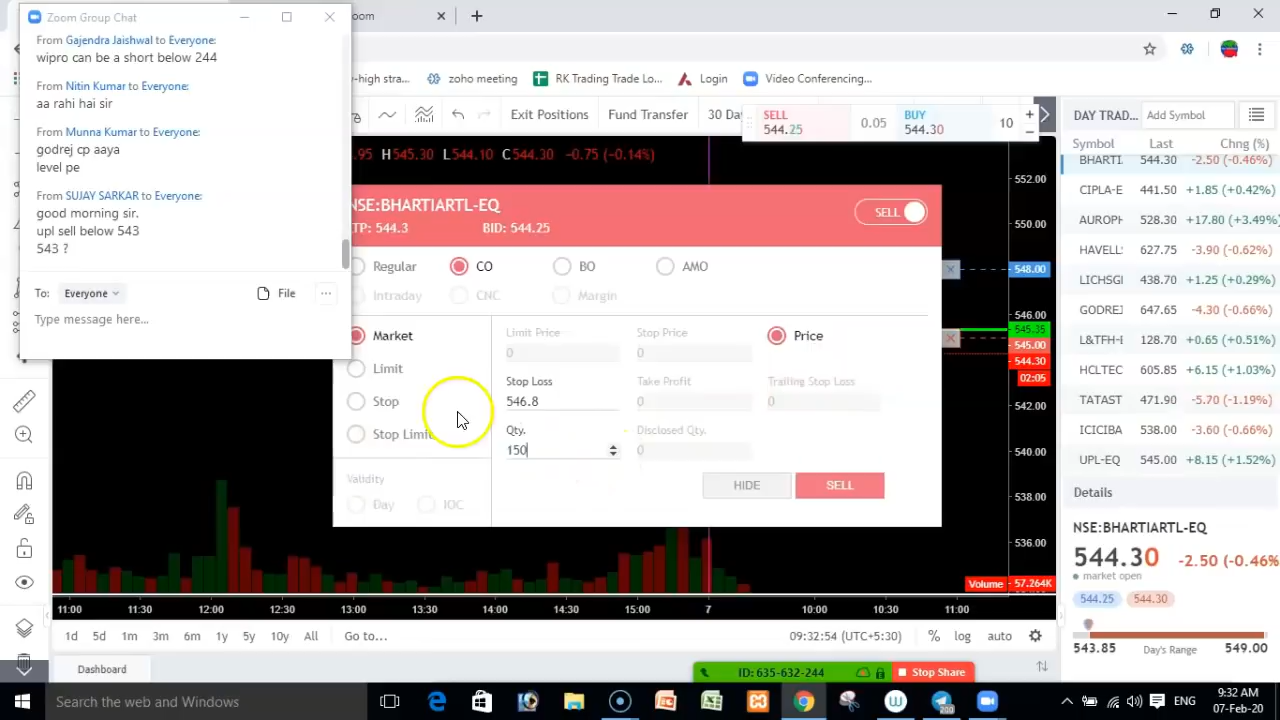 Zoom Group Chat
oom
From Gajendra Jaishwal to Everyone:
wipro can be a short below 244
From Nitin Kumar to Everyone:
aa rahi hai sir
From Munna Kumar to Everyone:
godrej cp aaya
level pe
From SUJAY SARKAR to Everyone:
good morning sir.
upl sell below 543
543 ?
To: Everyone
File
Type message here...
y-high stra...
zoho meeting
RK Trading Trade Lo...
Login
Video Conferencing...
Exit Positions
Fund Transfer
30 Day
SELL
544.25
0.05
BUY
544.30
10
.95 H545.30 L544.10 C544.30 -0.75 (-0.14%)
NSE:BHARTIARTL-EQ
LTP: 544.3
BID: 544.25
SELL
Regular
CO
BO
AMO
Intraday
CNC
Margin
Market
Limit
Stop
Stop Limit
Validity
Day
IOC
Limit Price
0
Stop Price
0
Price
Stop Loss
546.8
Take Profit
0
Trailling Stop Loss
0
Qty.
150
Disclosed Qty.
0
HIDE
SELL
552.00
550.00
548.00
546.00
545.35
545.00
544.30
02:05
542.00
540.00
538.00
536.00
Volume 57.264K
11:00 11:30 12:00 12:30 13:00 13:30 14:00 14:30 15:00 7 10:00 10:30 11:00
1d 5d 1m 3m 6m 1y 5y 10y All Go to...
09:32:54 (UTC+5:30) % log auto
Dashboard
ID: 635-632-244
Stop Share
DAY TRAD...
Add Symbol
Symbol Last Chng (%)
BHARTI. 544.30 -2.50 (-0.46%)
CIPLA-E 441.50 +1.85 (+0.42%)
AUROPH 528.30 +17.80 (+3.49%
HAVELL 627.75 -3.90 (-0.62%)
LICHSG 438.70 +1.25 (+0.29%)
GODREJ 647.65 -4.30 (-0.66%)
L&TFH-E 128.70 +0.65 (+0.51%)
HCLTEC 605.85 +6.15 (+1.03%)
TATAST 471.90 -5.70 (-1.19%)
ICICIBA 538.00 -3.60 (-0.66%)
UPL-EQ 545.00 +8.15 (+1.52%)
Details
NSE:BHARTIARTL-EQ
544.30 -2.50 (-0.46%
market open
544.25 544.30
543.85 Day's Range 549.00
Search the web and Windows
200
ENG
9:32 AM
07-Feb-20